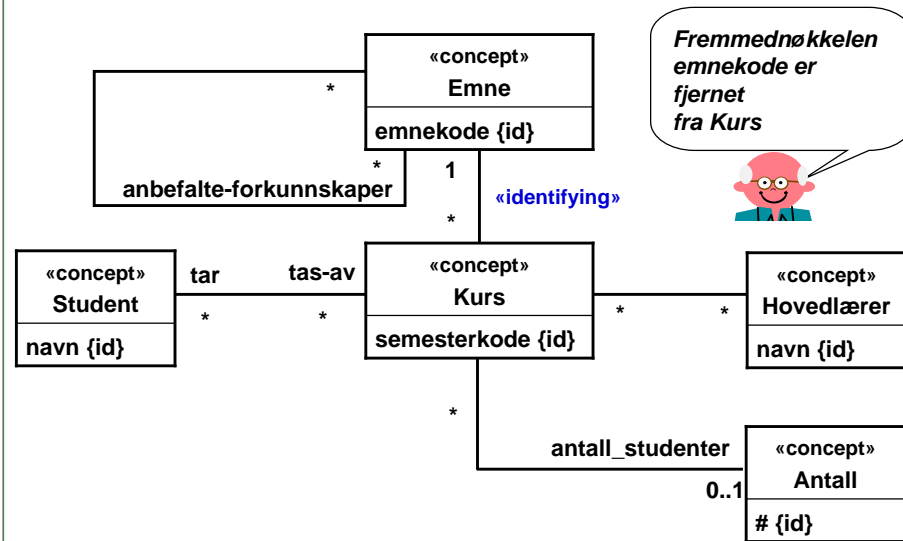 «concept»
Emne
emnekode {id}
Fremmednøkkelen
emnekode er
fjernet
fra Kurs
*
*
anbefalte-forkunnskaper
1
«identifying»
*
«concept»
Student
navn {id}
tar
*
tas-av
*
«concept»
Kurs
semesterkode {id}
*
*
«concept»
Hovedlærer
navn {id}
*
antall_studenter
0..1
«concept»
Antall
# {id}